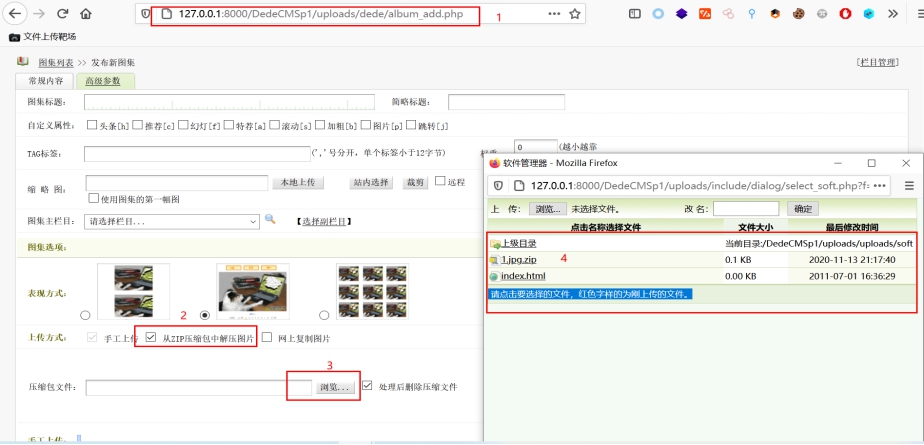 127.0.0.1:8000/DedeCMSp1/uploads/dede/album_add.php
1
文件上传靶场
图集列表 >> 发布新图集
[栏目管理]
常规内容 高级参数
图集标题：
简略标题：
自定义属性： 头条[h] 推荐[c] 幻灯[f] 特荐[a] 滚动[s] 加粗[b] 图片[p] 跳转[j]
TAG标签： (','号分开，单个标签小于12字节)
0 (越小越靠
缩 略 图： 本地上传 站内选择 裁剪 远程
使用图集的第一幅图
图集主栏目： 请选择栏目... 【选择副栏目】
图集选项：
表现方式：
2
上传方式： 手工上传 从ZIP压缩包中解压图片 网上复制图片
3
压缩包文件： 浏览... 处理后删除压缩文件
手工上传：
软件管理器 - Mozilla Firefox
127.0.0.1:8000/DedeCMSp1/uploads/include/dialog/select_soft.php?f=
上 传： 浏览... 未选择文件。 改 名： 确定
点击名称选择文件 文件大小 最后修改时间
上级目录 当前目录:/DedeCMSp1/uploads/uploads/soft
1.jpg.zip 4 0.1 KB 2020-11-13 21:17:40
index.html 0.00 KB 2011-07-01 16:36:29
请点击要选择的文件，红色字样的为刚上传的文件。